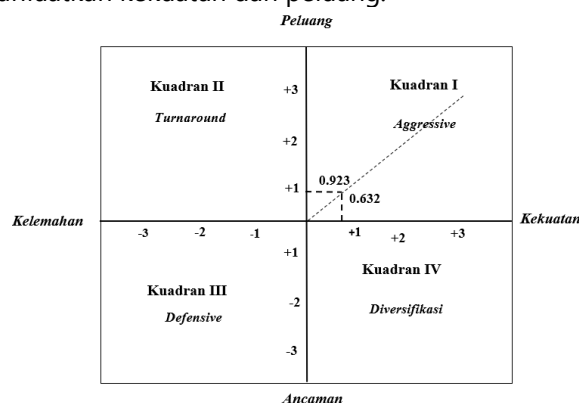 manfaatkan kekuatan dan peluang.
Peluang
Kuadran II
+3
Kuadran I
Turnaround
Aggressive
+2
+1
0.923
0.632
Kelemahan
Kekuatan
-3
-2
-1
+1
+2
+3
+1
Kuadran IV
Kuadran III
-2
Diversifikasi
Defensive
-3
Ancaman